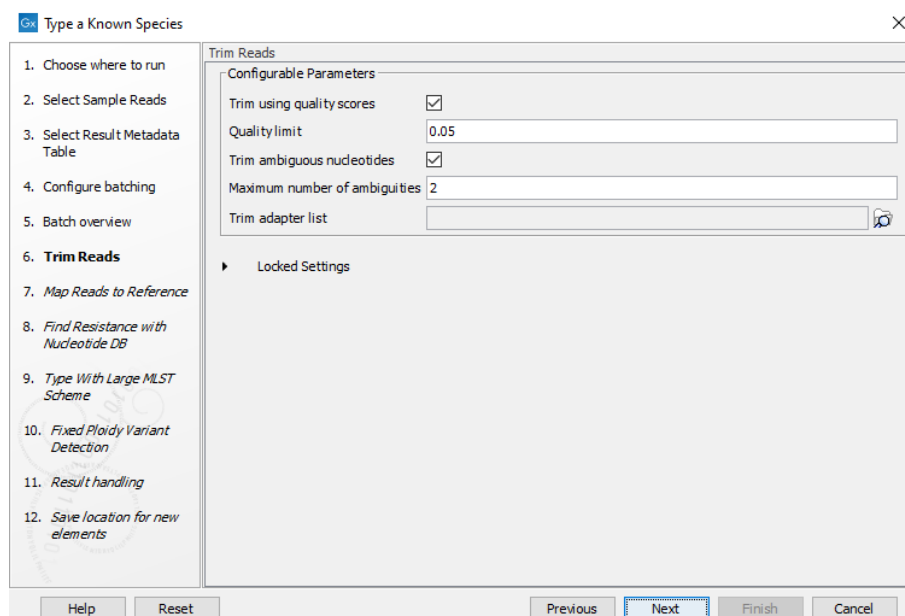 Gx Type a Known Species
1. Choose where to run
2. Select Sample Reads
3. Select Result Metadata
Table
4. Configure batching
5. Batch overview
6. Trim Reads
7. Map Reads to Reference
8. Find Resistance with
Nucleotide DB
9. Type With Large MLST
Scheme
10. Fixed Ploidy Variant
Detection
11. Result handling
12. Save location for new
elements
Trim Reads
Configurable Parameters
Trim using quality scores
Quality limit 0.05
Trim ambiguous nucleotides
Maximum number of ambiguities 2
Trim adapter list
Locked Settings
Help Reset Previous Next Finish Cancel